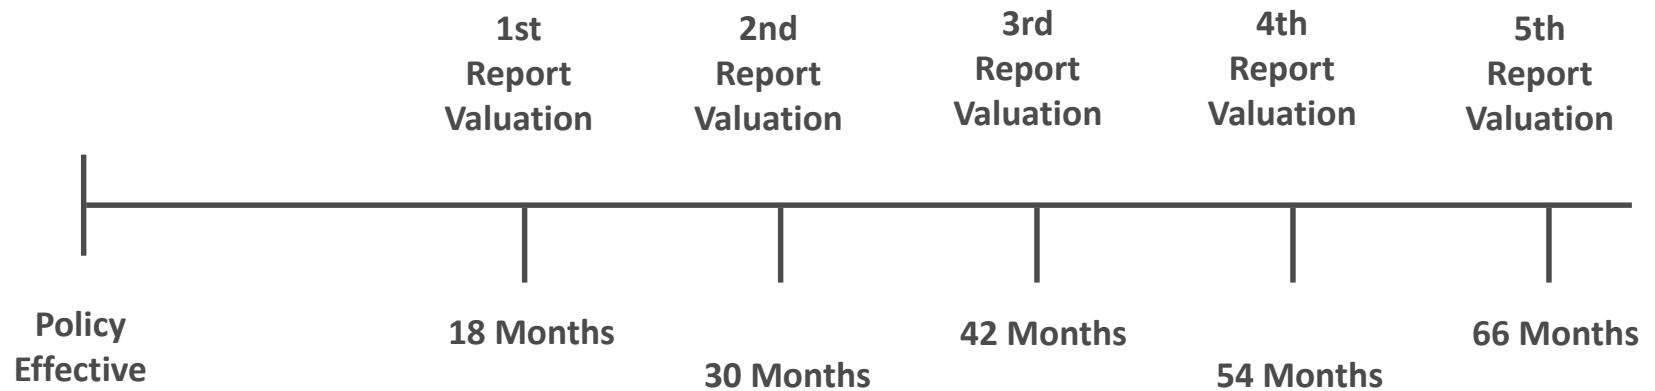 1st
Report
Valuation
2nd
Report
Valuation
3rd
Report
Valuation
4th
Report
Valuation
5th
Report
Valuation
Policy
Effective
18 Months
30 Months
42 Months
54 Months
66 Months